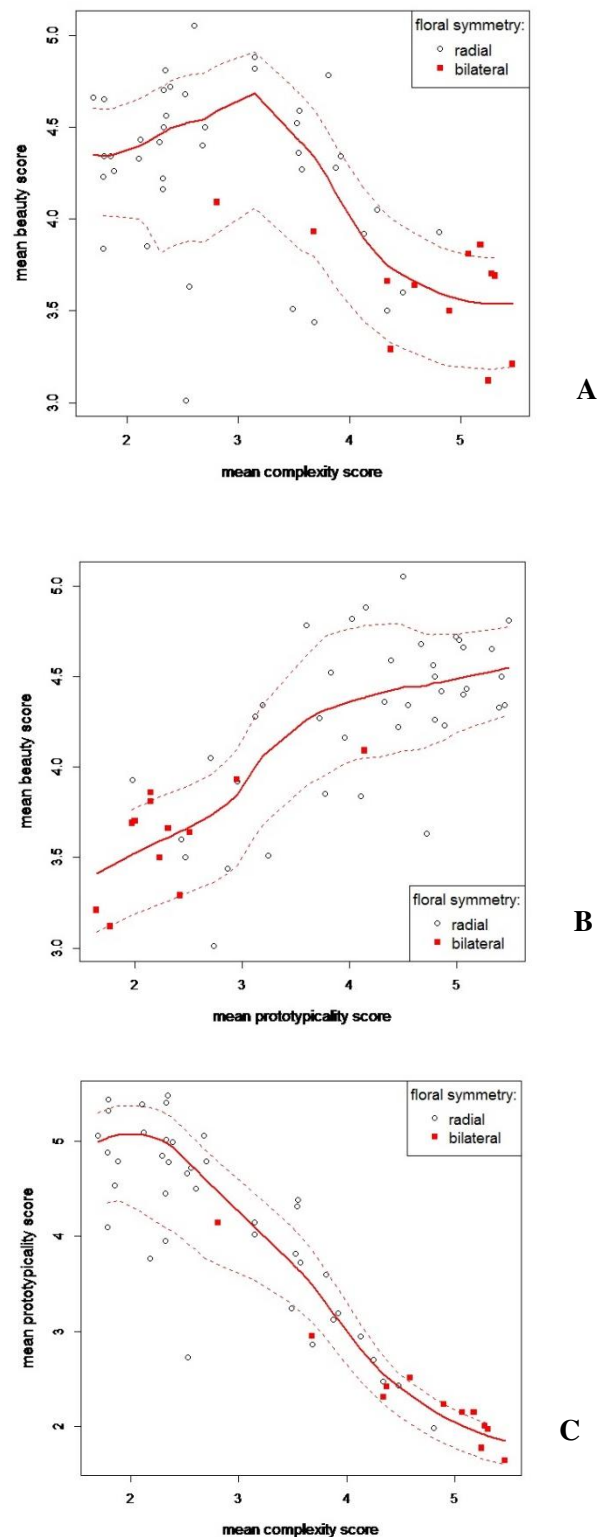 floral symmetry:
radial
bilateral
5.0
4.5
4.0
3.5
3.0
mean beauty score
2 3 4 5
mean complexity score
A
5.0
4.5
4.0
3.5
3.0
mean beauty score
floral symmetry:
radial
bilateral
2 3 4 5
mean prototypicality score
B
floral symmetry:
radial
bilateral
5
4
3
2
mean prototypicality score
2 3 4 5
mean complexity score
C